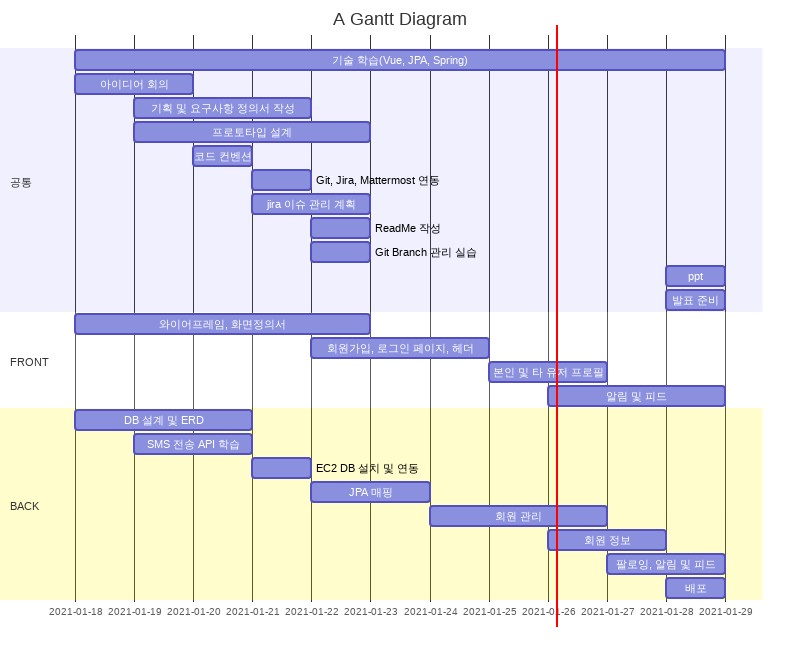 A Gantt Diagram
공통
기술 학습(Vue, JPA, Spring)
아이디어 회의
기획 및 요구사항 정의서 작성
프로토타입 설계
코드 컨벤션
Git, Jira, Mattermost 연동
jira 이슈 관리 계획
ReadMe 작성
Git Branch 관리 실습
ppt
발표 준비
FRONT
와이어프레임, 화면정의서
회원가입, 로그인 페이지, 헤더
본인 및 타 유저 프로필
알림 및 피드
BACK
DB 설계 및 ERD
SMS 전송 API 학습
EC2 DB 설치 및 연동
JPA 매핑
회원 관리
회원 정보
팔로잉, 알림 및 피드
배포
2021-01-18 2021-01-19 2021-01-20 2021-01-21 2021-01-22 2021-01-23 2021-01-24 2021-01-25 2021-01-26 2021-01-27 2021-01-28 2021-01-29